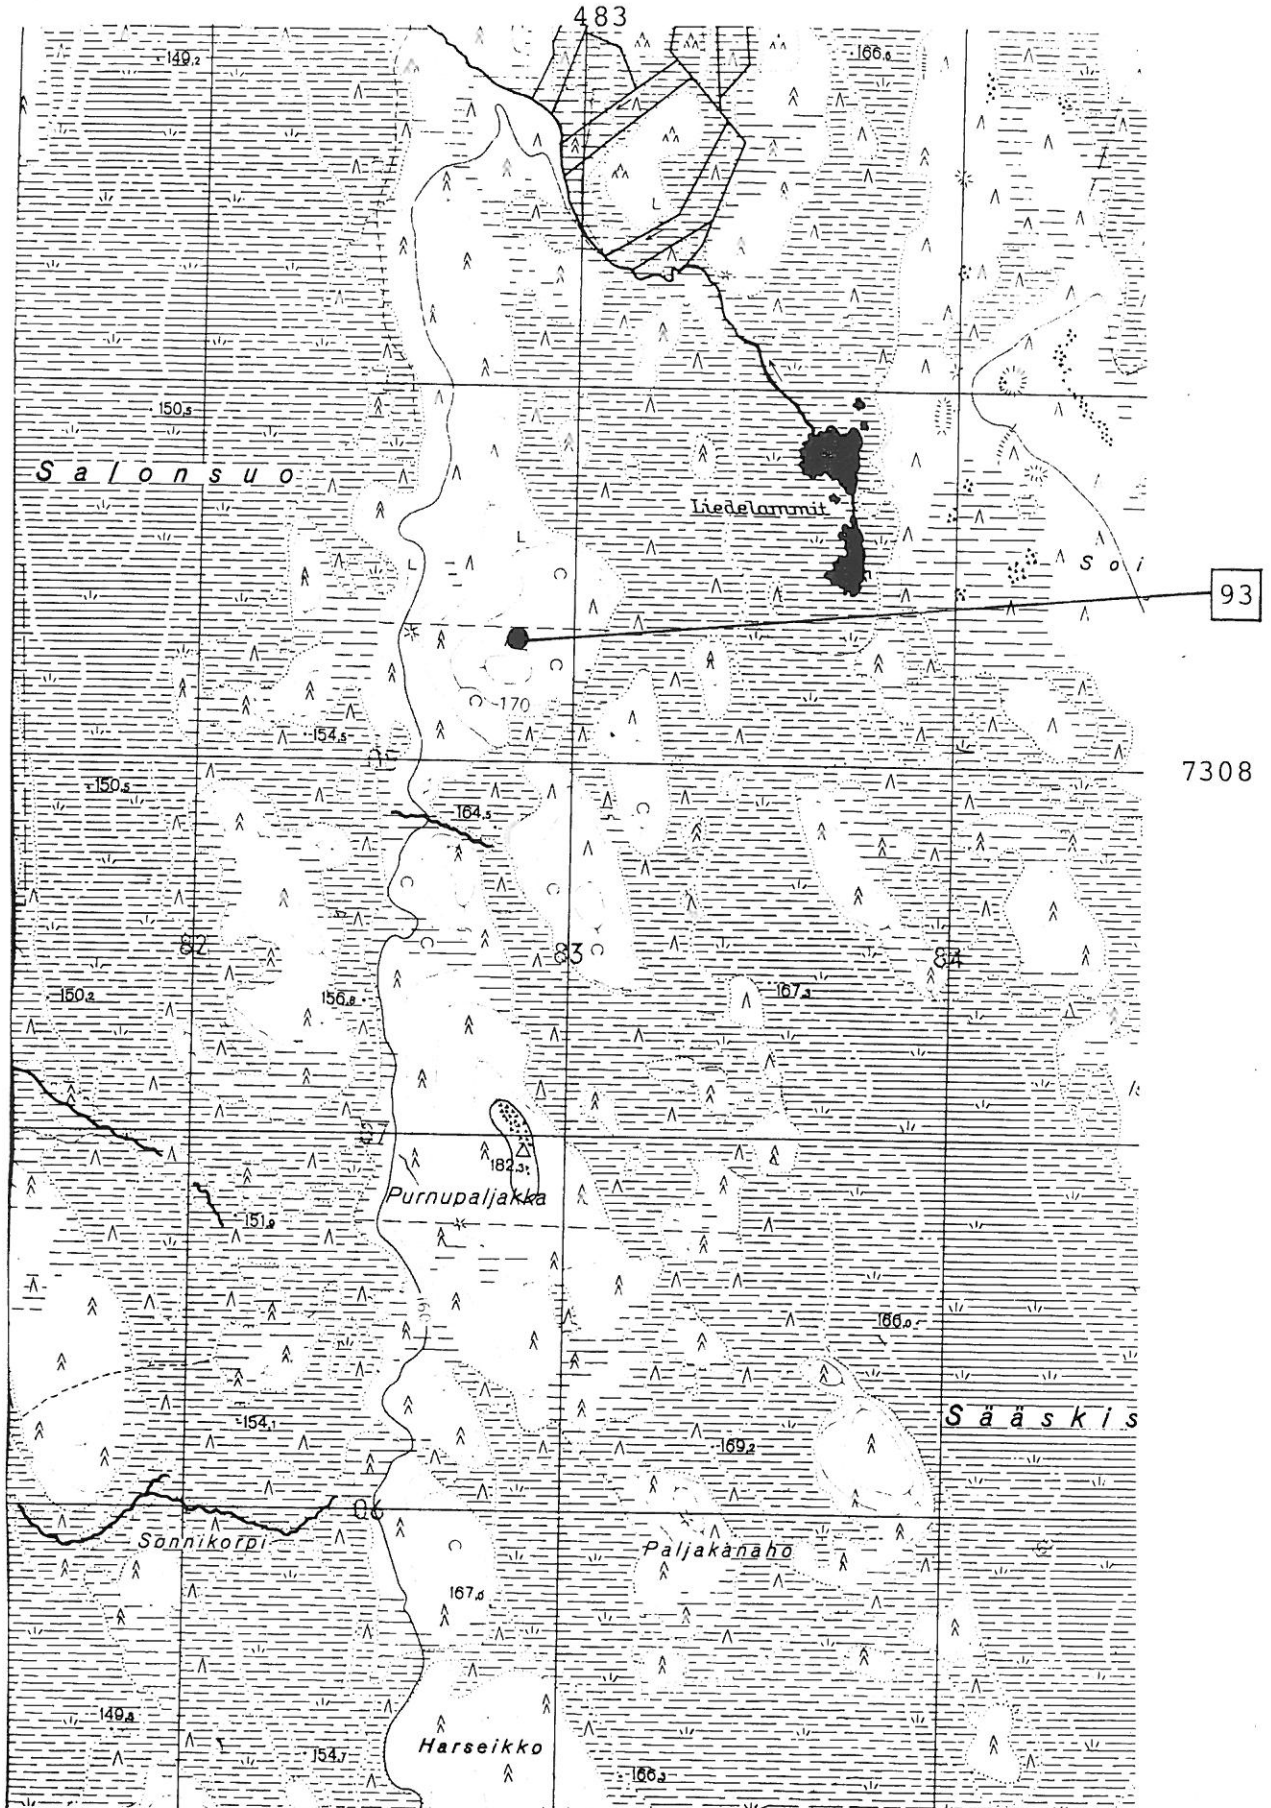 483
149,2
166,0
150,5
Salonsuo
Liedelammit
L
L
L
Soi
C
93
C
C
170
154,5
7308
150,5
164,5
C
C
C
C
82
83
C
84
150,2
156,8
167,3
07
182,3
Purnupaljakka
151,9
166,0
154,1
Sääskis
169,2
06
Sonnikorpi
C
Paljakanaho
167,0
149,8
154,7
Harseikko
166,3